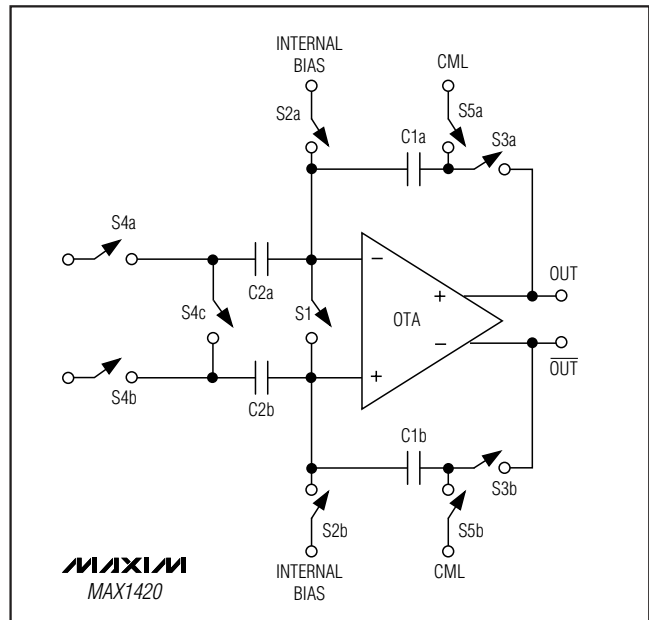 INTERNAL
BIAS
CML
S2a
S5a
C1a
S3a
S4a
C2a
S4c
S1
−
+
OTA
−
+
OUT
OUT
S4b
C2b
C1b
S3b
S2b
S5b
INTERNAL
BIAS
CML
MAXIM
MAX1420